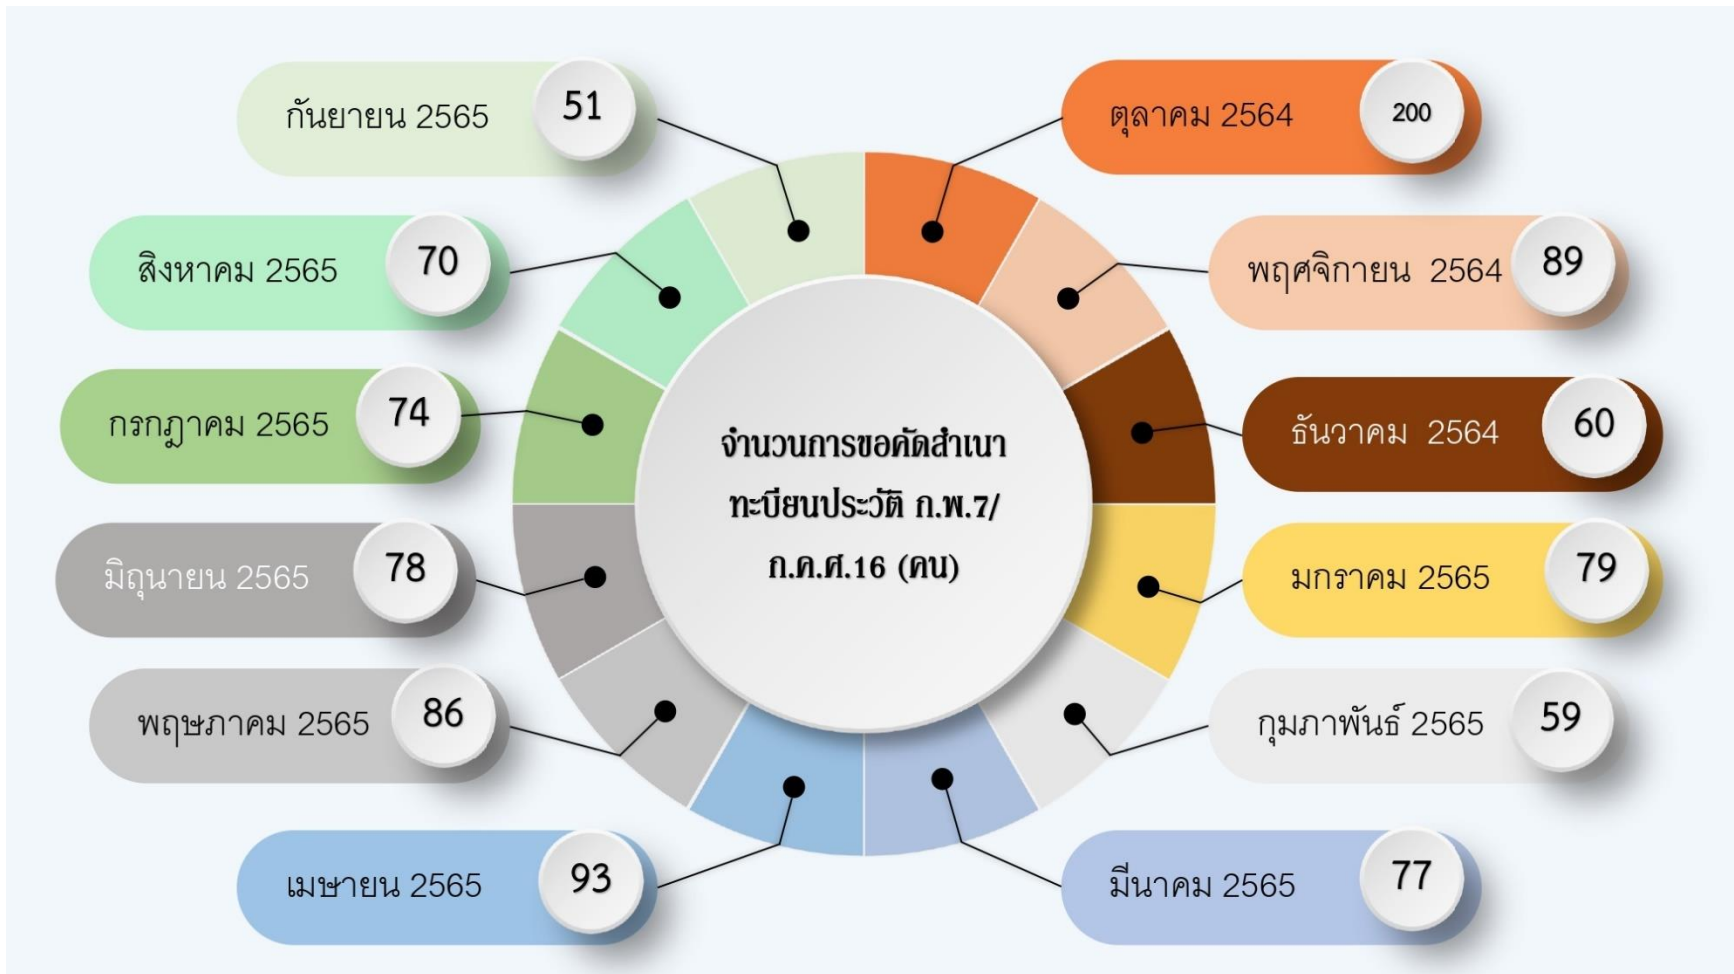 จำนวนการขอคัดสำเนา
ทะบียนประวัติ ก.พ.7/
ก.ค.ศ.16 (คน)
ตุลาคม 2564 200
พฤศจิกายน 2564 89
ธันวาคม 2564 60
มกราคม 2565 79
กุมภาพันธ์ 2565 59
มีนาคม 2565 77
เมษายน 2565 93
พฤษภาคม 2565 86
มิถุนายน 2565 78
กรกฎาคม 2565 74
สิงหาคม 2565 70
กันยายน 2565 51